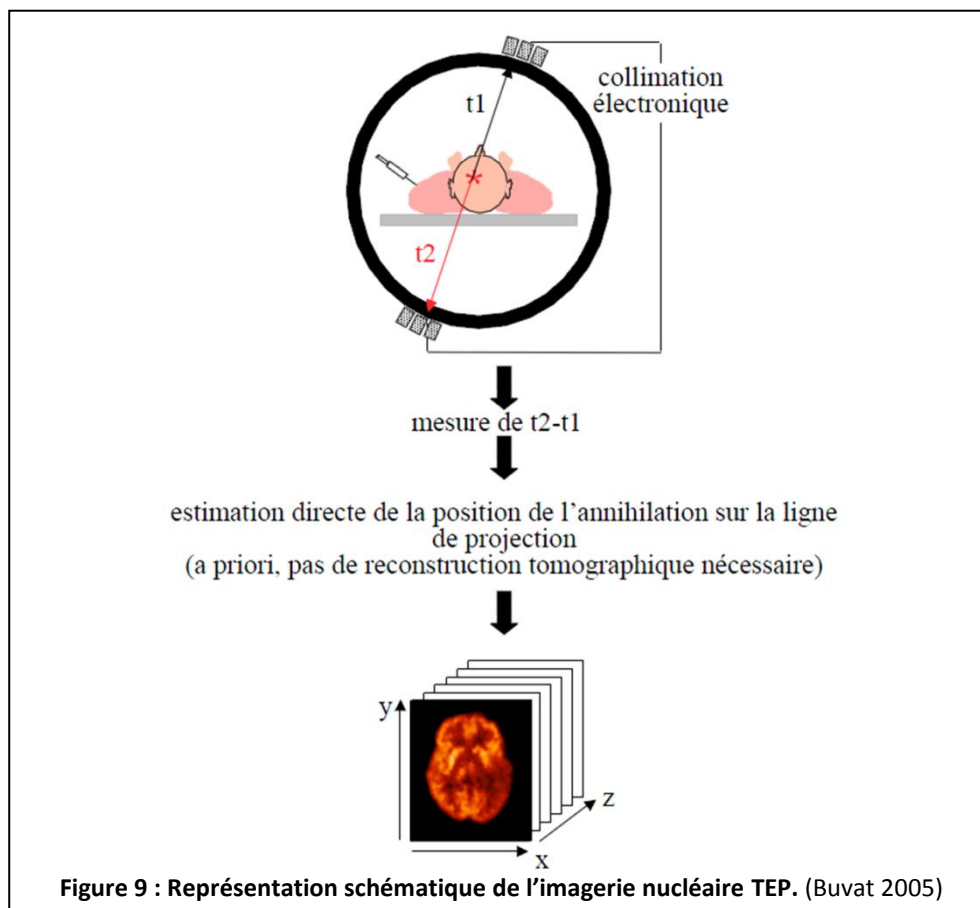 collimation
électronique
t1
t2
mesure de t2-t1
estimation directe de la position de l'annihilation sur la ligne
de projection
(a priori, pas de reconstruction tomographique nécessaire)
y
z
x
Figure 9 : Représentation schématique de l'imagerie nucléaire TEP. (Buvat 2005)